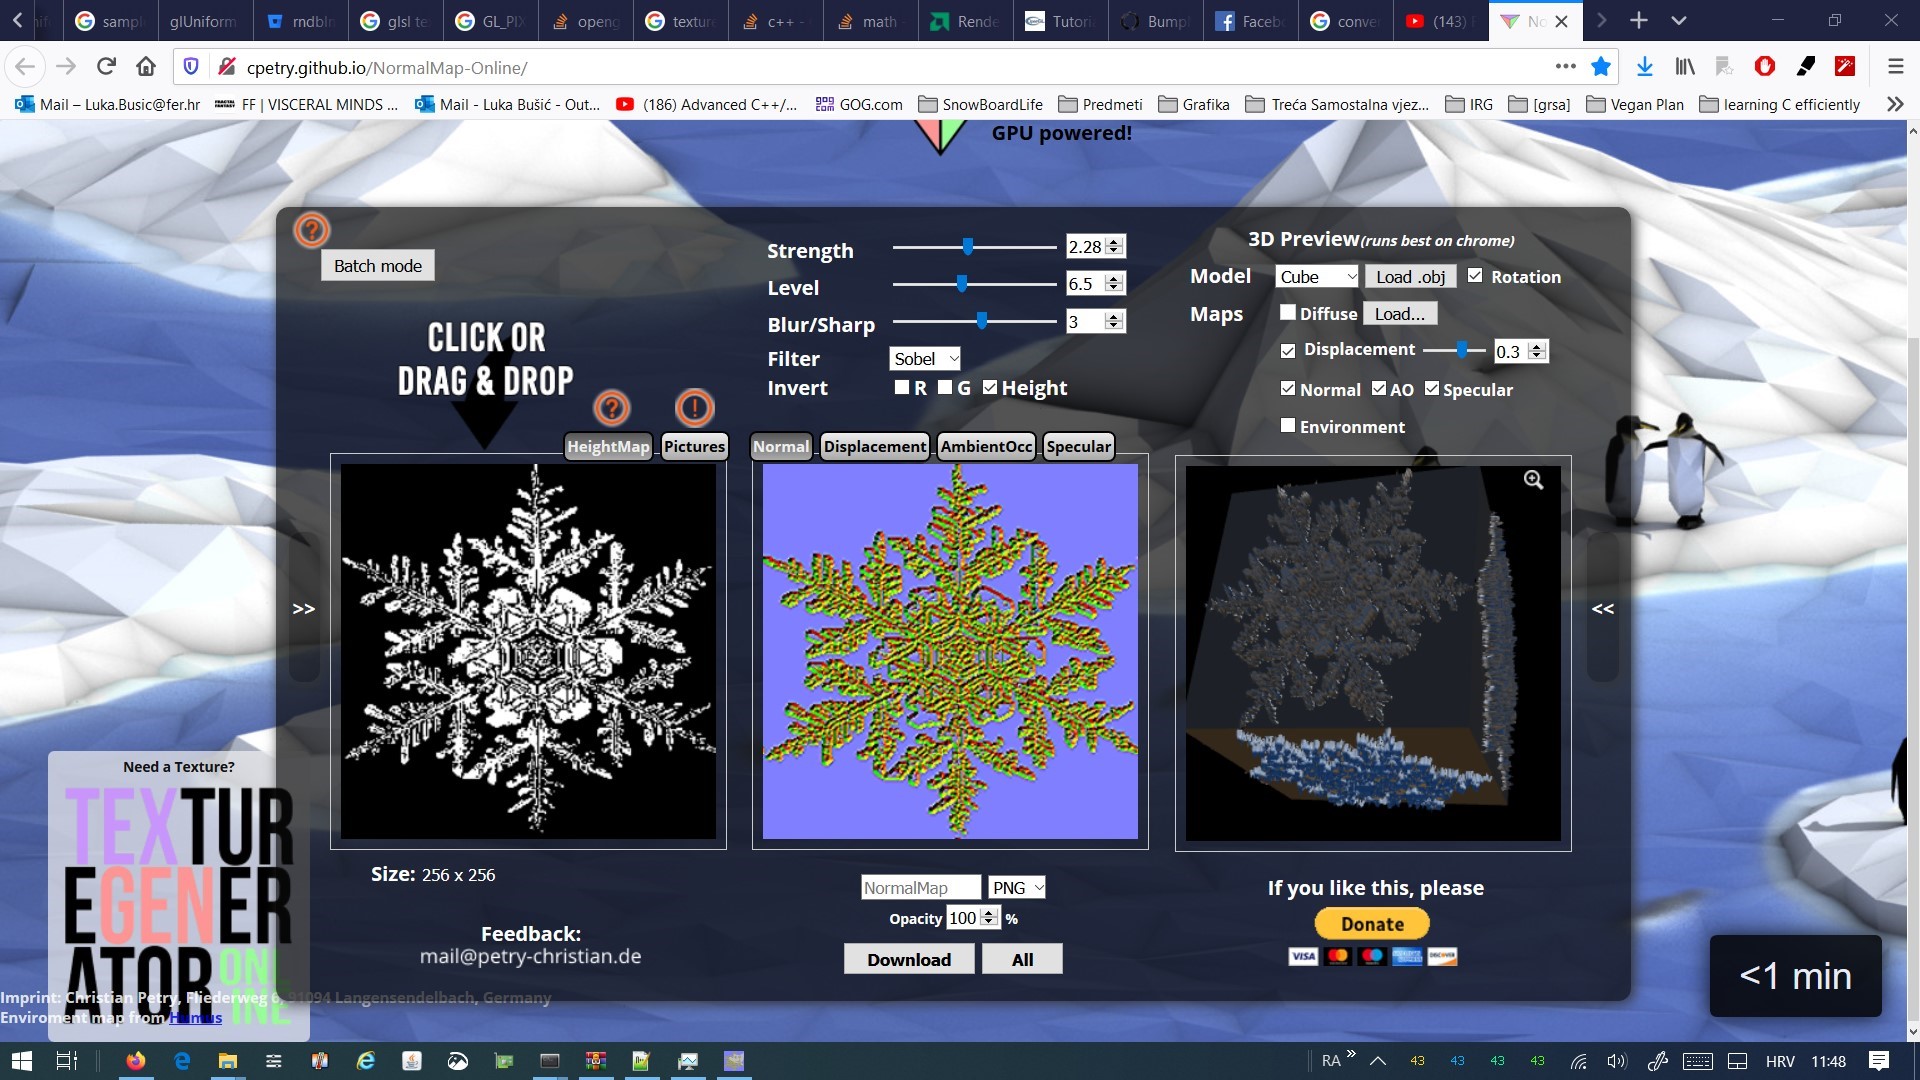 sampl
glUniform
rndbln
glsl te
GL_PIX
openg
texture
c++ -
math
Rende
Tutori
Bump
Facebo
conver
(143)
No
cpetry.github.io/NormalMap-Online/
Mail – Luka.Busic@fer.hr
FF | VISCERAL MINDS ...
Mail - Luka Bušić - Out...
(186) Advanced C++/...
GOG.com
SnowBoardLife
Predmeti
Grafika
Treća Samostalna vjez...
IRG
[grsa]
Vegan Plan
learning C efficiently
GPU powered!
Batch mode
CLICK OR
DRAG & DROP
Strength 2.28
Level 6.5
Blur/Sharp 3
Filter Sobel
Invert R G Height
3D Preview(runs best on chrome)
Model Cube Load .obj Rotation
Maps Diffuse Load...
Displacement 0.3
Normal AO Specular
Environment
HeightMap Pictures
Normal Displacement AmbientOcc Specular
>>
<<
Size: 256 x 256
Feedback:
mail@petry-christian.de
NormalMap PNG
Opacity 100 %
Download All
If you like this, please
Donate
VISA
Need a Texture?
TEXTUR
EGENER
ATOR ONL
INE
Imprint: Christian Petry, Fliederweg 6, 91094 Langensendelbach, Germany
Enviroment map from Humus
<1 min
RA 43 43 43 43 HRV 11:48